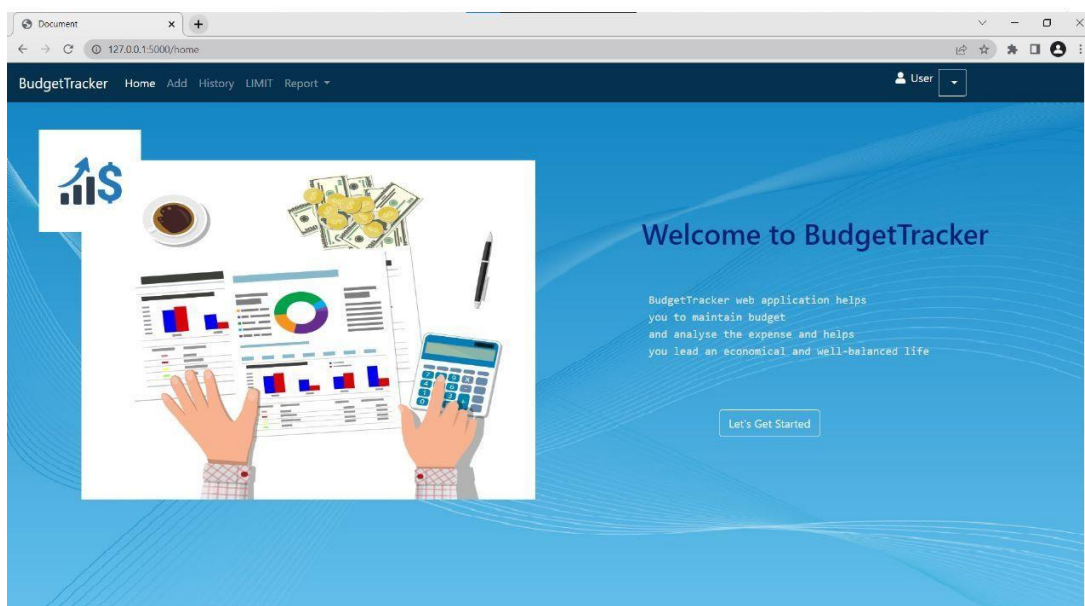 Document
127.0.0.1:5000/home
BudgetTracker Home Add History LIMIT Report User
$
Welcome to BudgetTracker
BudgetTracker web application helps
you to maintain budget
and analyse the expense and helps
you lead an economical and well-balanced life
Let's Get Started